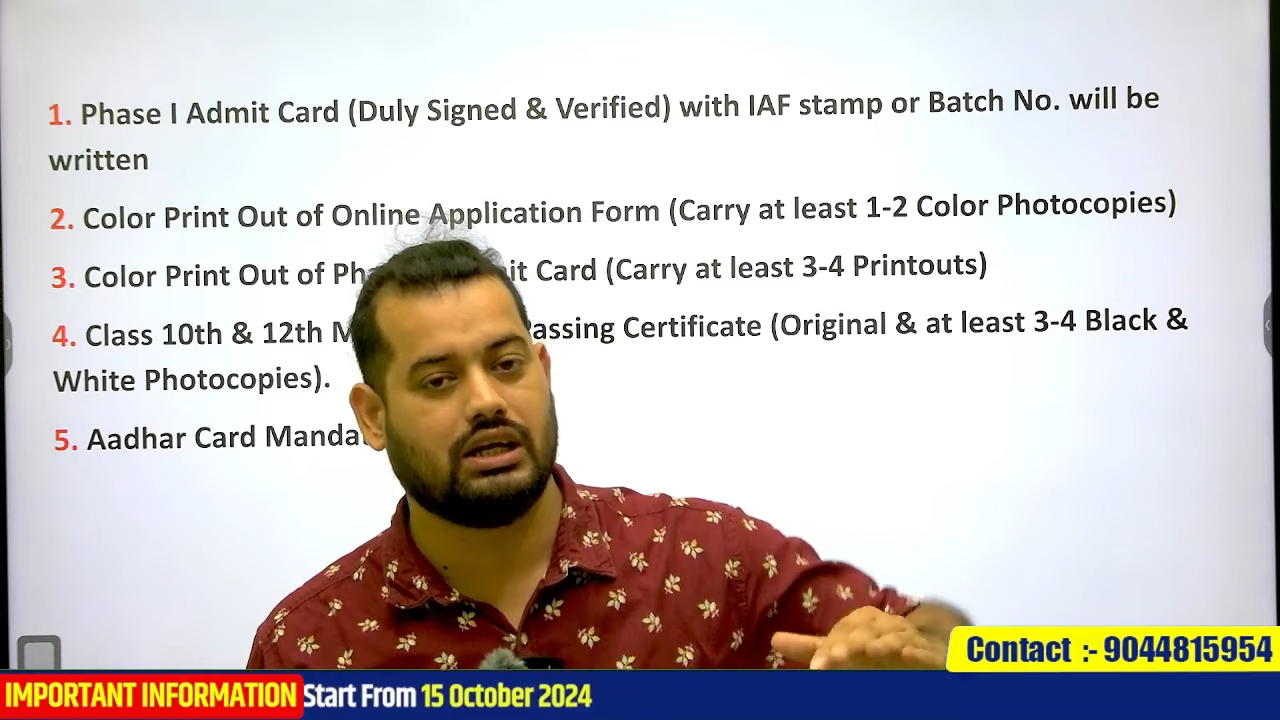 1. Phase I Admit Card (Duly Signed & Verified) with IAF stamp or Batch No. will be
written
2. Color Print Out of Online Application Form (Carry at least 1-2 Color Photocopies)
3. Color Print Out of Card (Carry at least 3-4 Printouts)
4. Class 10th & 12th Passing Certificate (Original & at least 3-4 Black &
White Photocopies).
5. Aadhar Card
Contact :- 9044815954
IMPORTANT INFORMATION Start From 15 October 2024